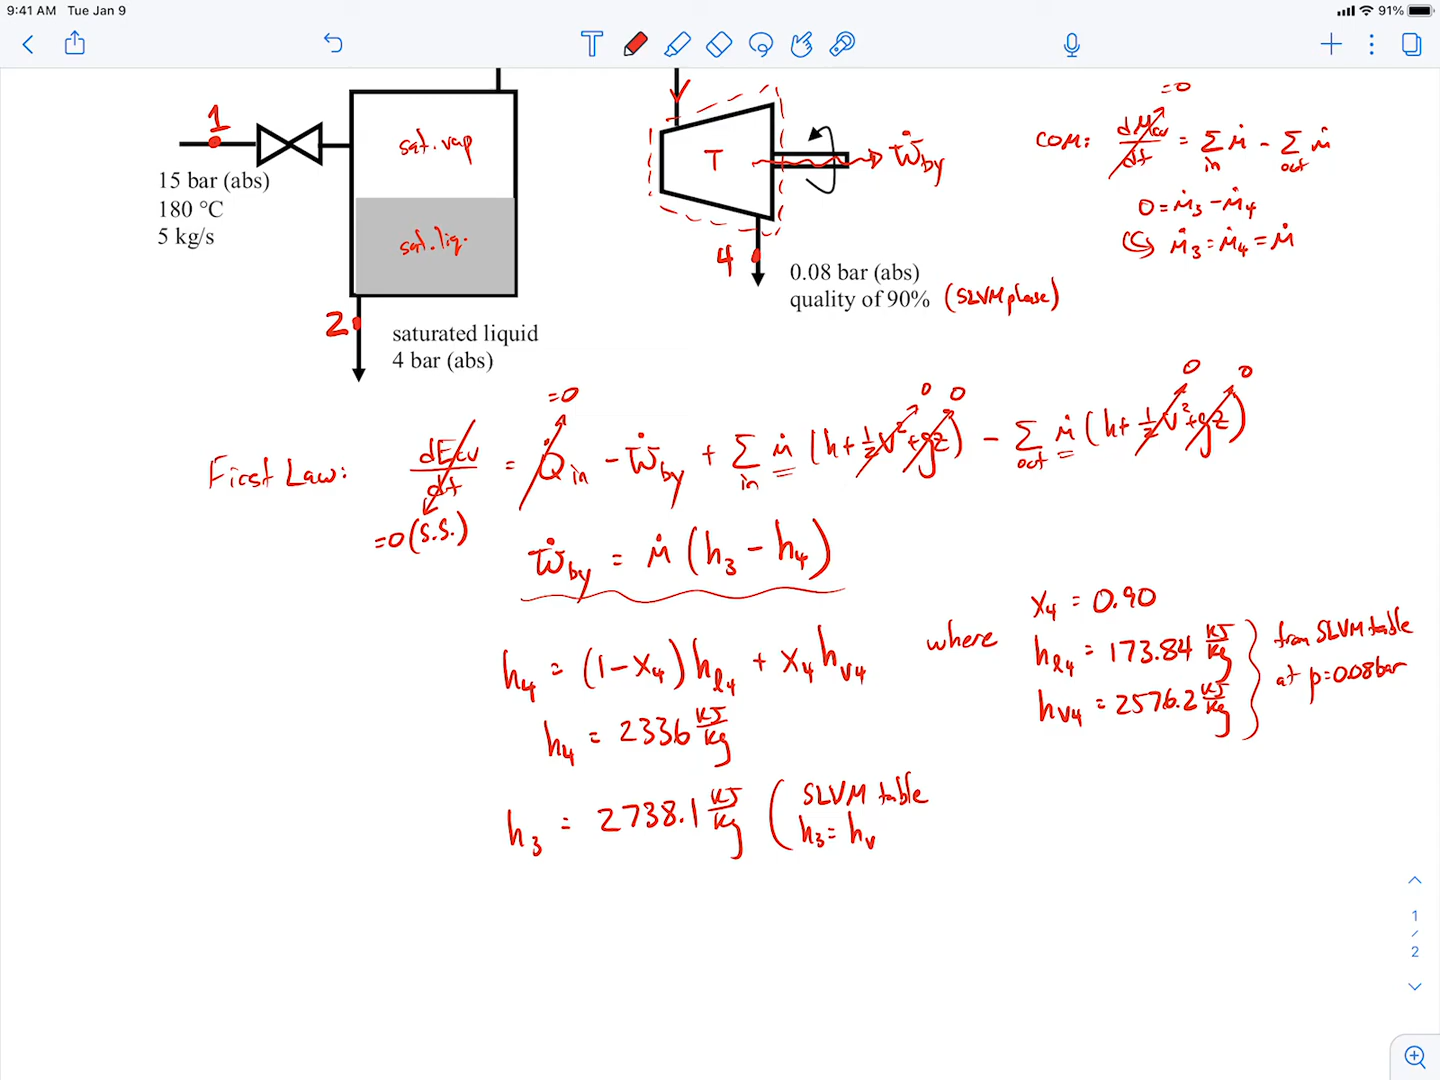 9:41 AM Tue Jan 9
91%
1
15 bar (abs)
180 °C
5 kg/s
sat. vap
sat. liq.
2
saturated liquid
4 bar (abs)
T
Ẇby
4
0.08 bar (abs)
quality of 90% (SLVM phase)
COM: dMcv/dt = Σin ṁ − Σout ṁ
=0
0 = ṁ3 − ṁ4
ṁ3 = ṁ4 = ṁ
First Law: dEcv/dt = Q̇in − Ẇby + Σin ṁ (h + ½V² + gz) − Σout ṁ (h + ½V² + gz)
=0 0 0 0 0
=0 (S.S.)
Ẇby = ṁ (h3 − h4)
h4 = (1 − x4) hl4 + x4 hv4
where x4 = 0.90
hl4 = 173.84 kJ/kg
hv4 = 2576.2 kJ/kg
from SLVM table
at p = 0.08 bar
h4 = 2336 kJ/kg
h3 = 2738.1 kJ/kg ( SLVM table
h3 = hv
1
/
2